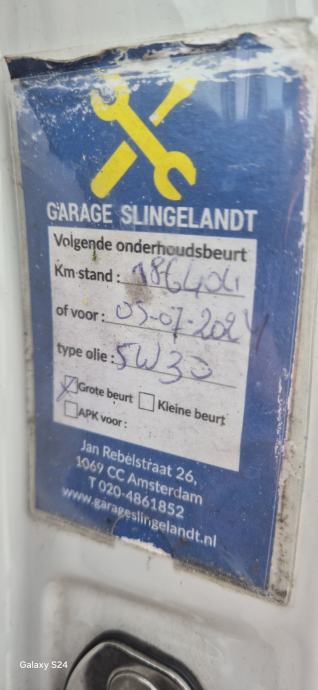 GARAGE SLINGELANDT
Volgende onderhoudsbeurt
Km stand : 186404
of voor : 05-07-2024
type olie : 5W30
Grote beurt Kleine beurt
APK voor :
Jan Rebelstraat 26,
1069 CC Amsterdam
T 020-4861852
www.garageslingelandt.nl
Galaxy S24